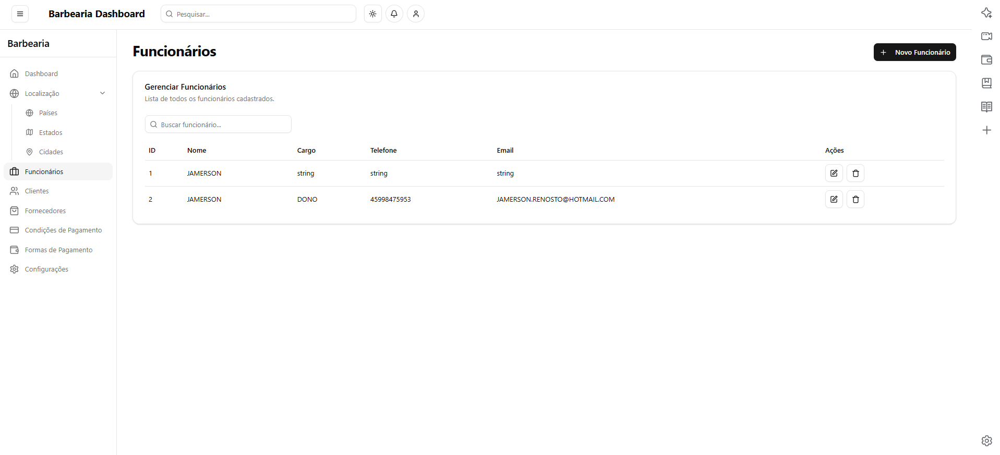 Barbearia Dashboard
Pesquisar...
Barbearia
Dashboard
Localização
Países
Estados
Cidades
Funcionários
Clientes
Fornecedores
Condições de Pagamento
Formas de Pagamento
Configurações
Funcionários
Novo Funcionário
Gerenciar Funcionários
Lista de todos os funcionários cadastrados.
Buscar funcionário...
ID Nome Cargo Telefone Email Ações
1 JAMERSON string string string
2 JAMERSON DONO 45998475953 JAMERSON.RENOSTO@HOTMAIL.COM